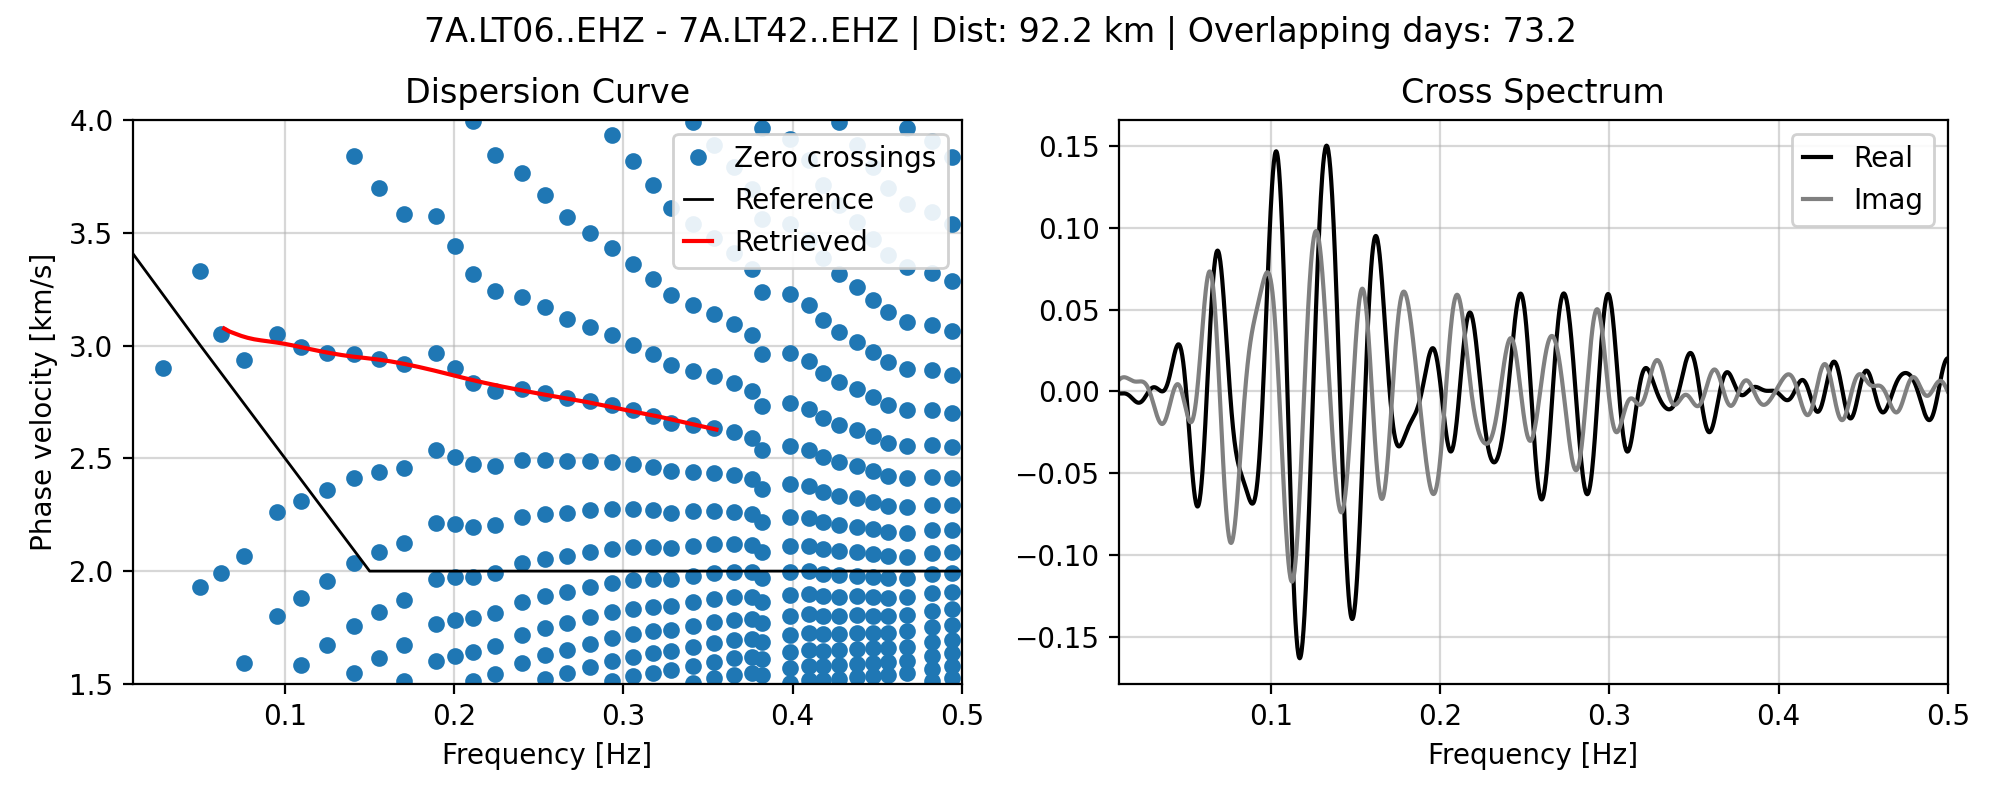 7A.LT06..EHZ - 7A.LT42..EHZ | Dist: 92.2 km | Overlapping days: 73.2
Dispersion Curve
4.0
3.5
3.0
2.5
2.0
1.5
Phase velocity [km/s]
Zero crossings
Reference
Retrieved
0.1
0.2
0.3
0.4
0.5
Frequency [Hz]
Cross Spectrum
0.15
0.10
0.05
0.00
−0.05
−0.10
−0.15
Real
Imag
0.1
0.2
0.3
0.4
0.5
Frequency [Hz]